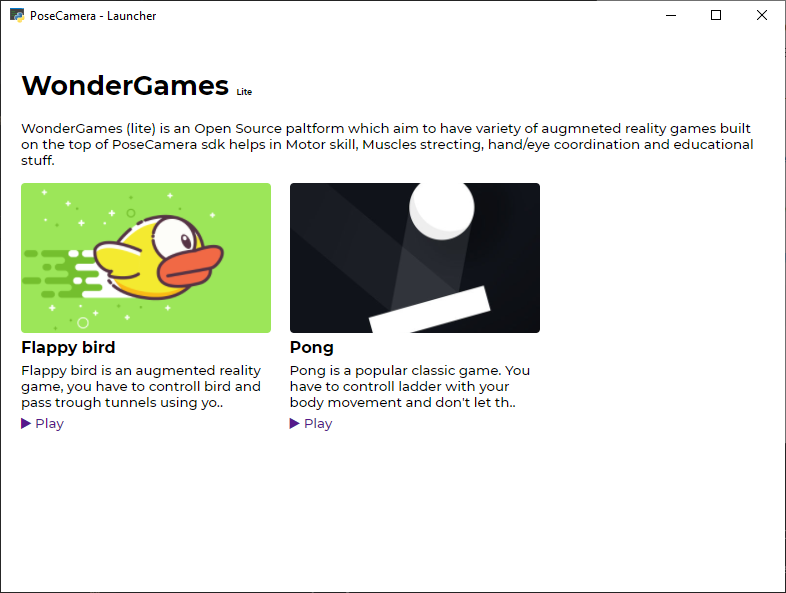 PoseCamera - Launcher
WonderGames Lite
WonderGames (lite) is an Open Source paltform which aim to have variety of augmneted reality games built
on the top of PoseCamera sdk helps in Motor skill, Muscles strecting, hand/eye coordination and educational
stuff.
Flappy bird
Flappy bird is an augmented reality
game, you have to controll bird and
pass trough tunnels using yo..
▶ Play
Pong
Pong is a popular classic game. You
have to controll ladder with your
body movement and don't let th..
▶ Play